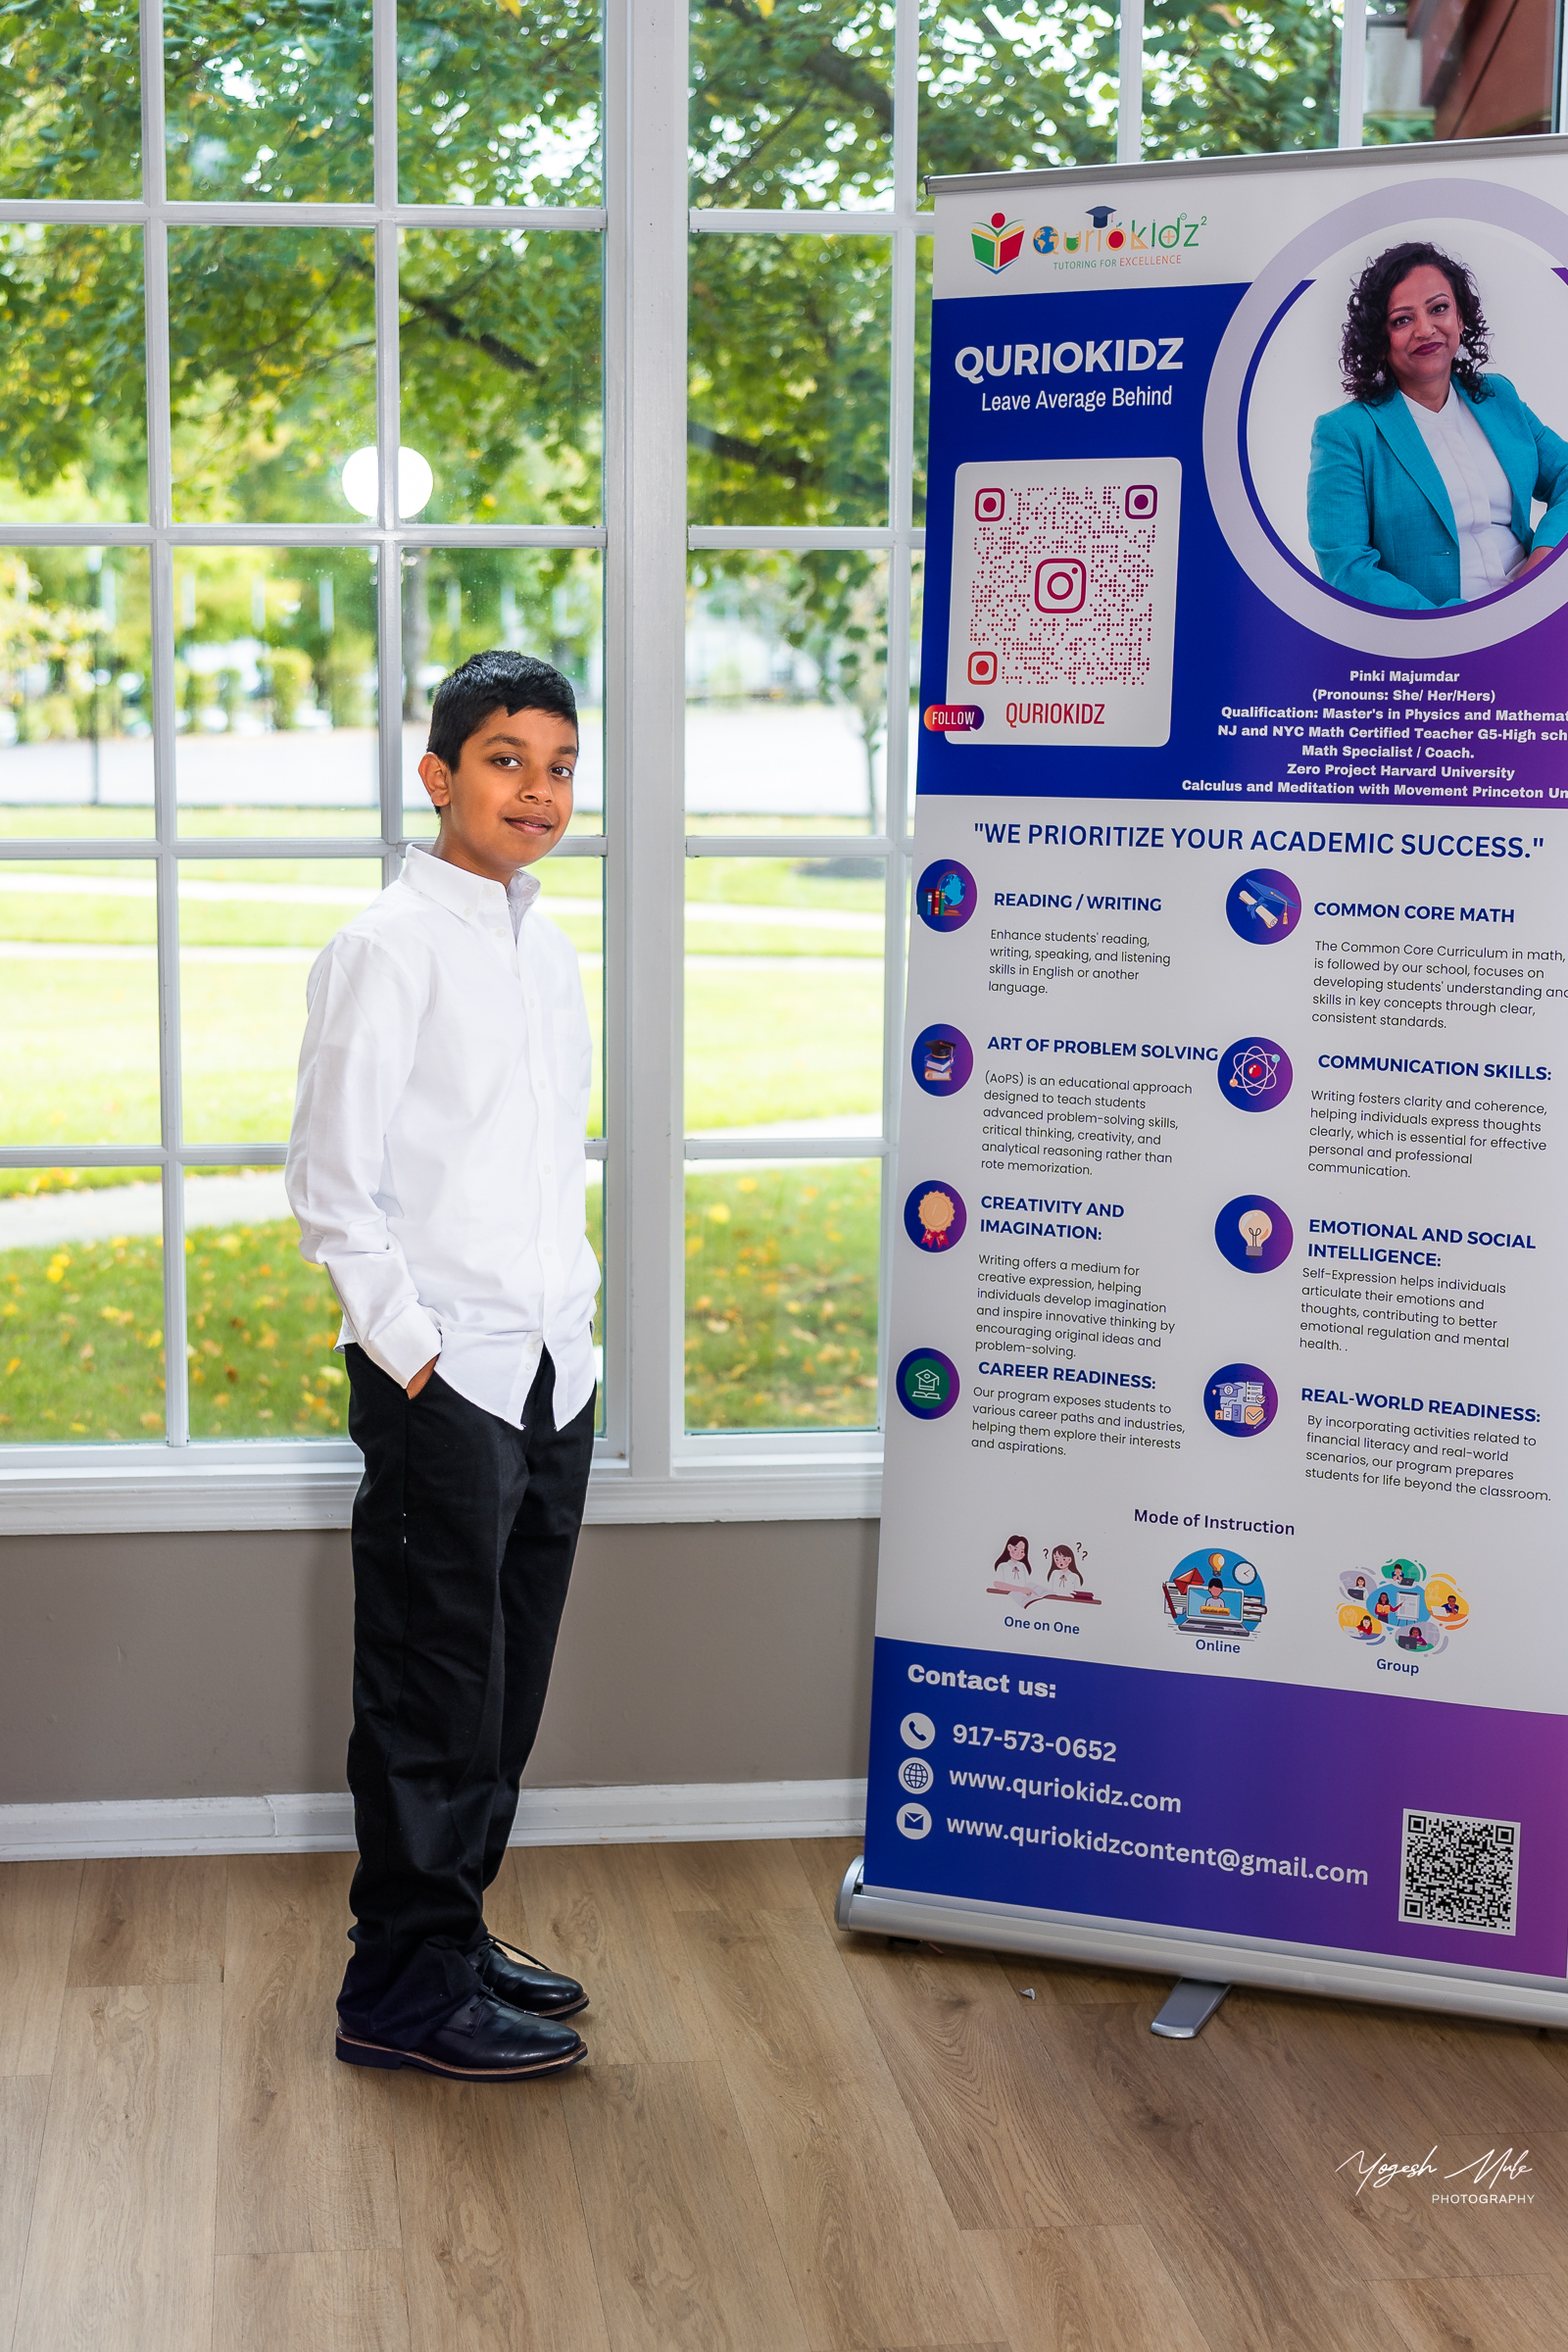 Quriokidz²
TUTORING FOR EXCELLENCE
QURIOKIDZ
Leave Average Behind
FOLLOW
QURIOKIDZ
Pinki Majumdar
(Pronouns: She/ Her/Hers)
Qualification: Master's in Physics and Mathemat
NJ and NYC Math Certified Teacher G5-High sch
Math Specialist / Coach.
Zero Project Harvard University
Calculus and Meditation with Movement Princeton Un
"WE PRIORITIZE YOUR ACADEMIC SUCCESS."
READING / WRITING
Enhance students' reading,
writing, speaking, and listening
skills in English or another
language.
COMMON CORE MATH
The Common Core Curriculum in math,
is followed by our school, focuses on
developing students' understanding and
skills in key concepts through clear,
consistent standards.
ART OF PROBLEM SOLVING
(AoPS) is an educational approach
designed to teach students
advanced problem-solving skills,
critical thinking, creativity, and
analytical reasoning rather than
rote memorization.
COMMUNICATION SKILLS:
Writing fosters clarity and coherence,
helping individuals express thoughts
clearly, which is essential for effective
personal and professional
communication.
CREATIVITY AND
IMAGINATION:
Writing offers a medium for
creative expression, helping
individuals develop imagination
and inspire innovative thinking by
encouraging original ideas and
problem-solving.
EMOTIONAL AND SOCIAL
INTELLIGENCE:
Self-Expression helps individuals
articulate their emotions and
thoughts, contributing to better
emotional regulation and mental
health. .
CAREER READINESS:
Our program exposes students to
various career paths and industries,
helping them explore their interests
and aspirations.
REAL-WORLD READINESS:
By incorporating activities related to
financial literacy and real-world
scenarios, our program prepares
students for life beyond the classroom.
Mode of Instruction
One on One
Online
Group
Contact us:
917-573-0652
www.quriokidz.com
www.quriokidzcontent@gmail.com
Yogesh Mule
PHOTOGRAPHY